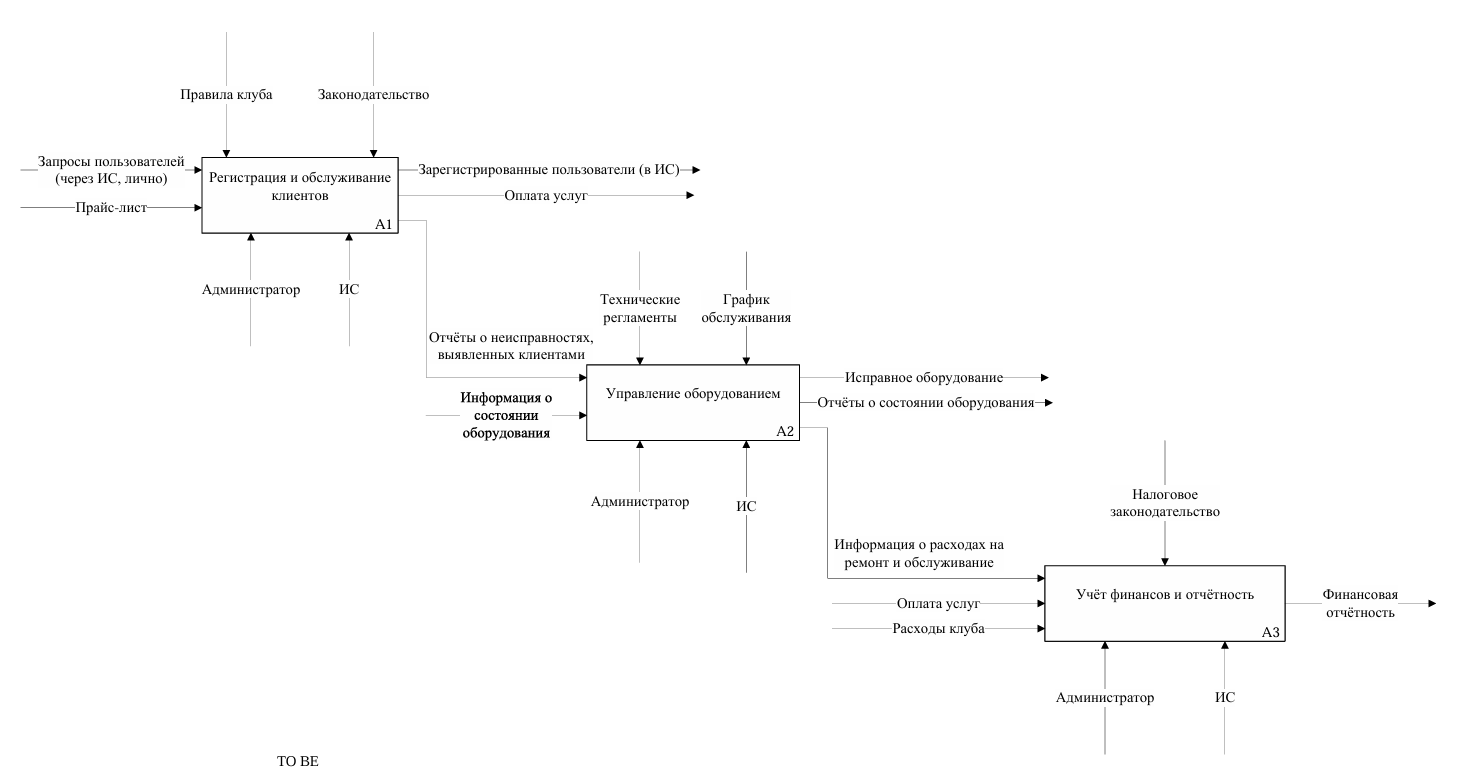 Правила клуба
Законодательство
Запросы пользователей
(через ИС, лично)
Прайс-лист
Регистрация и обслуживание
клиентов
A1
Зарегистрированные пользователи (в ИС)
Оплата услуг
Администратор
ИС
Технические
регламенты
График
обслуживания
Отчёты о неисправностях,
выявленных клиентами
Информация о
состоянии
оборудования
Управление оборудованием
A2
Исправное оборудование
Отчёты о состоянии оборудования
Администратор
ИС
Налоговое
законодательство
Информация о расходах на
ремонт и обслуживание
Оплата услуг
Расходы клуба
Учёт финансов и отчётность
A3
Финансовая
отчётность
Администратор
ИС
TO BE